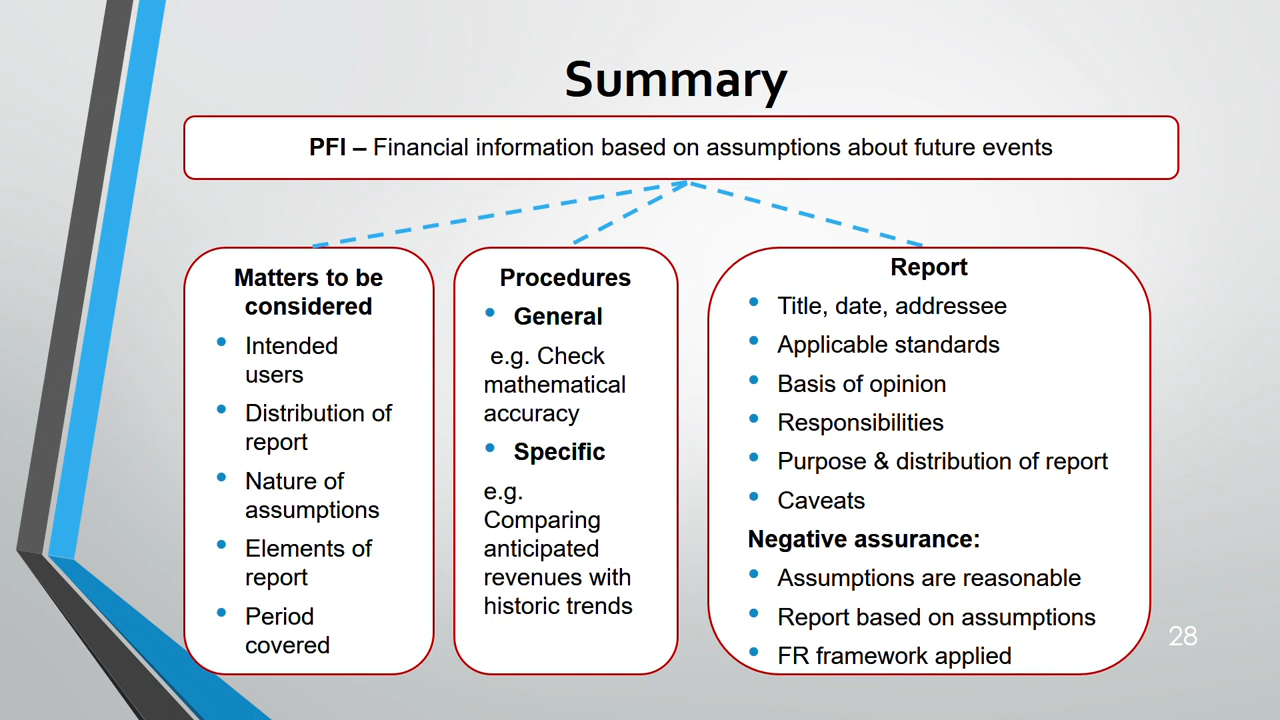 Summary
PFI – Financial information based on assumptions about future events
Matters to be
considered
• Intended
users
• Distribution of
report
• Nature of
assumptions
• Elements of
report
• Period
covered
Procedures
• General
e.g. Check
mathematical
accuracy
• Specific
e.g.
Comparing
anticipated
revenues with
historic trends
Report
• Title, date, addressee
• Applicable standards
• Basis of opinion
• Responsibilities
• Purpose & distribution of report
• Caveats
Negative assurance:
• Assumptions are reasonable
• Report based on assumptions
• FR framework applied
28